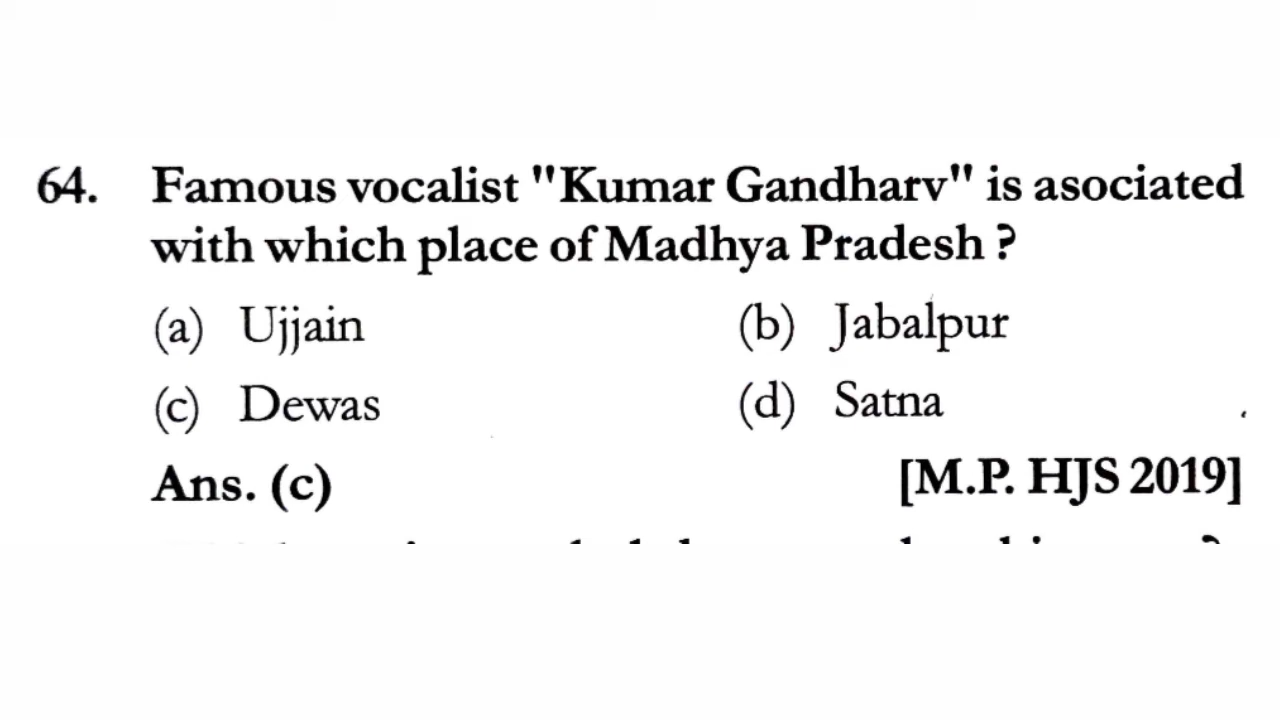 64. Famous vocalist "Kumar Gandharv" is asociated
with which place of Madhya Pradesh ?
(a) Ujjain (b) Jabalpur
(c) Dewas (d) Satna
Ans. (c) [M.P. HJS 2019]